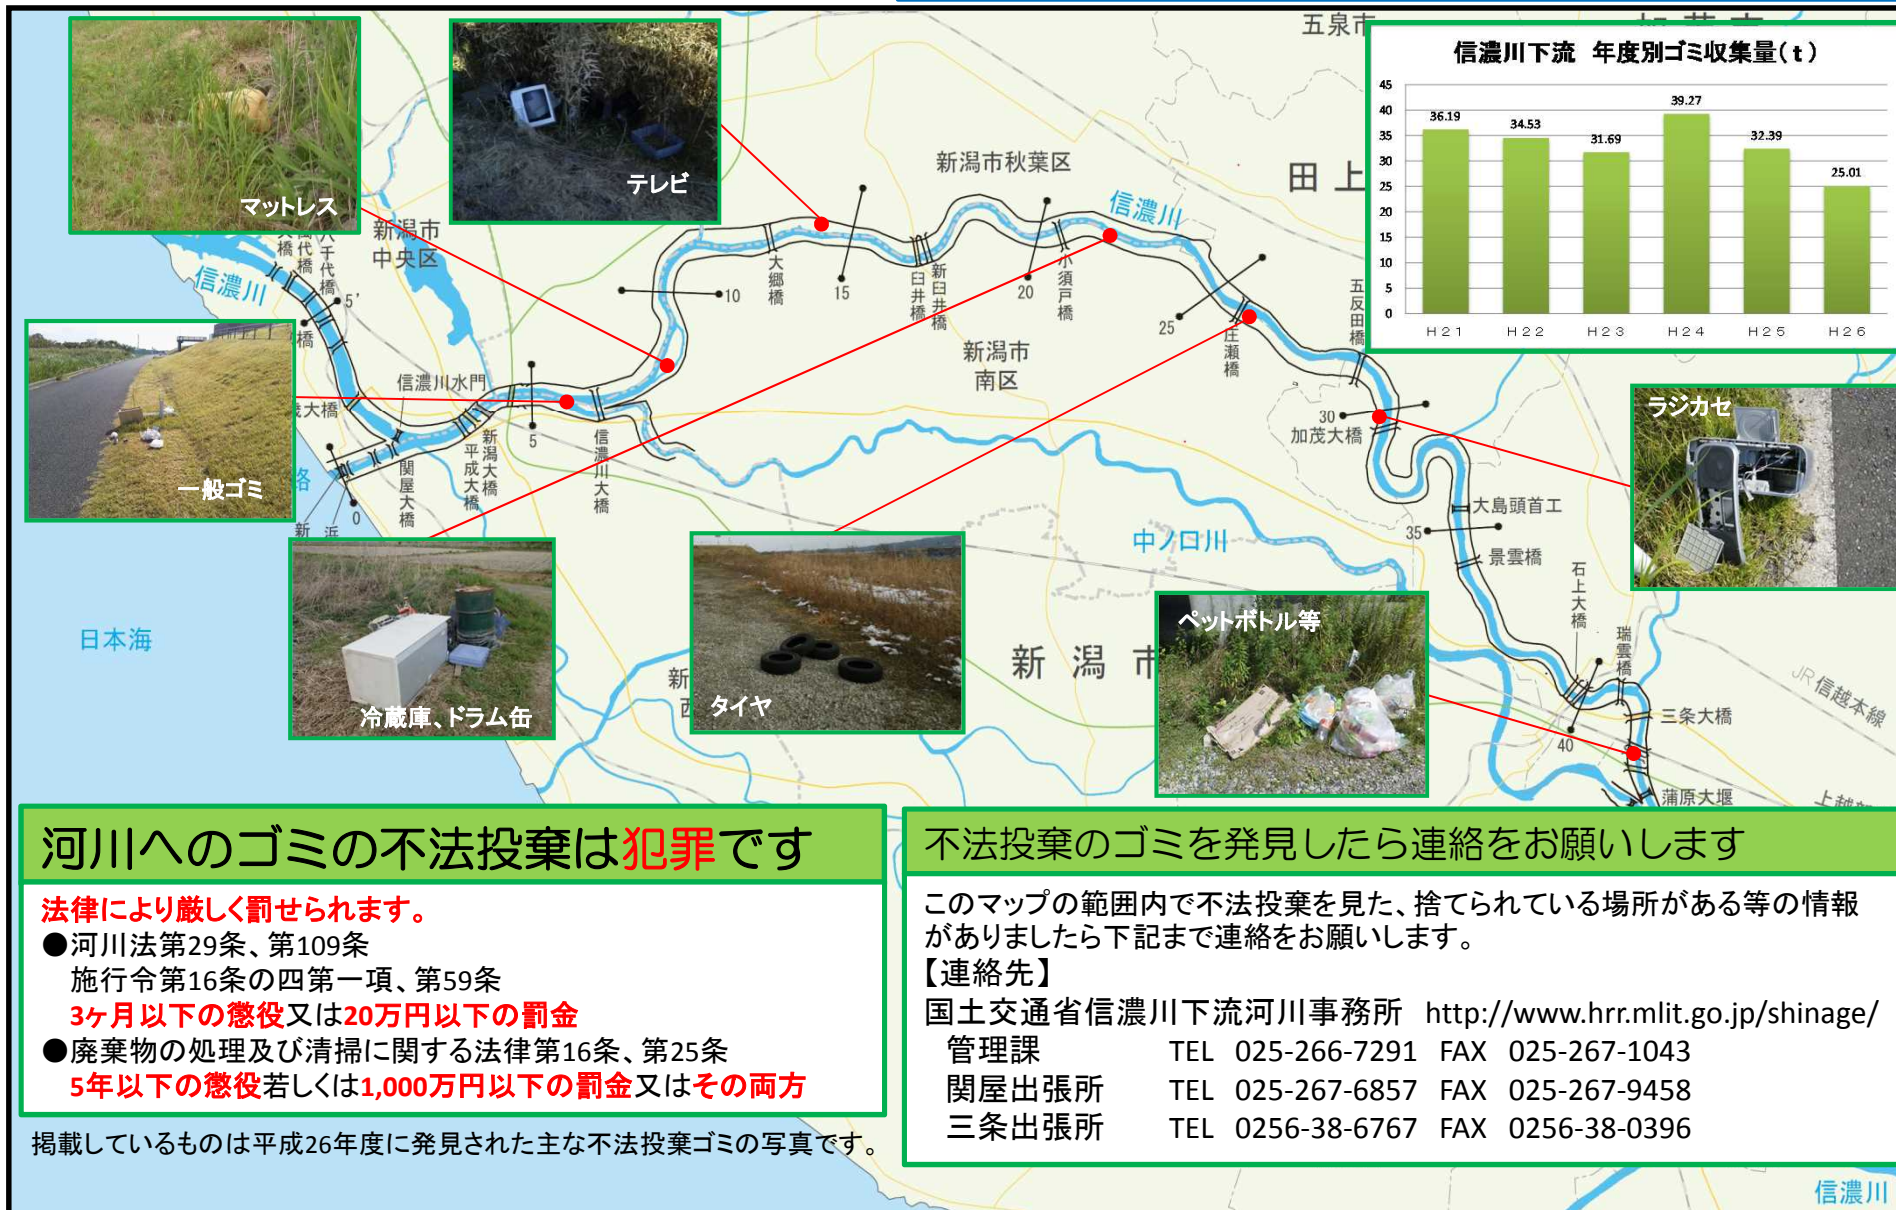 五泉市
信濃川下流 年度別ゴミ収集量(t)
45
40
35
30
25
20
15
10
5
0
36.19
34.53
31.69
39.27
32.39
25.01
H21
H22
H23
H24
H25
H26
マットレス
テレビ
新潟市秋葉区
田上
信濃川
新潟市
中央区
八千代橋
信濃川
5'
橋
10
大郷橋
15
臼井橋
新臼井橋
20
小須戸橋
25
庄瀬橋
五反田橋
新潟市
南区
信濃川水門
大橋
一般ゴミ
0
関屋大橋
平成大橋
新潟大橋
5
信濃川大橋
30
加茂大橋
ラジカセ
大島頭首工
35
景雲橋
中ノ口川
石上大橋
瑞雲橋
JR信越本線
三条大橋
40
蒲原大堰
日本海
冷蔵庫、ドラム缶
タイヤ
新潟市
ペットボトル等
河川へのゴミの不法投棄は犯罪です
法律により厳しく罰せられます。
●河川法第29条、第109条
施行令第16条の四第一項、第59条
3ヶ月以下の懲役又は20万円以下の罰金
●廃棄物の処理及び清掃に関する法律第16条、第25条
5年以下の懲役若しくは1,000万円以下の罰金又はその両方
掲載しているものは平成26年度に発見された主な不法投棄ゴミの写真です。
不法投棄のゴミを発見したら連絡をお願いします
このマップの範囲内で不法投棄を見た、捨てられている場所がある等の情報
がありましたら下記まで連絡をお願いします。
【連絡先】
国土交通省信濃川下流河川事務所 http://www.hrr.mlit.go.jp/shinage/
管理課 TEL 025-266-7291 FAX 025-267-1043
関屋出張所 TEL 025-267-6857 FAX 025-267-9458
三条出張所 TEL 0256-38-6767 FAX 0256-38-0396
信濃川